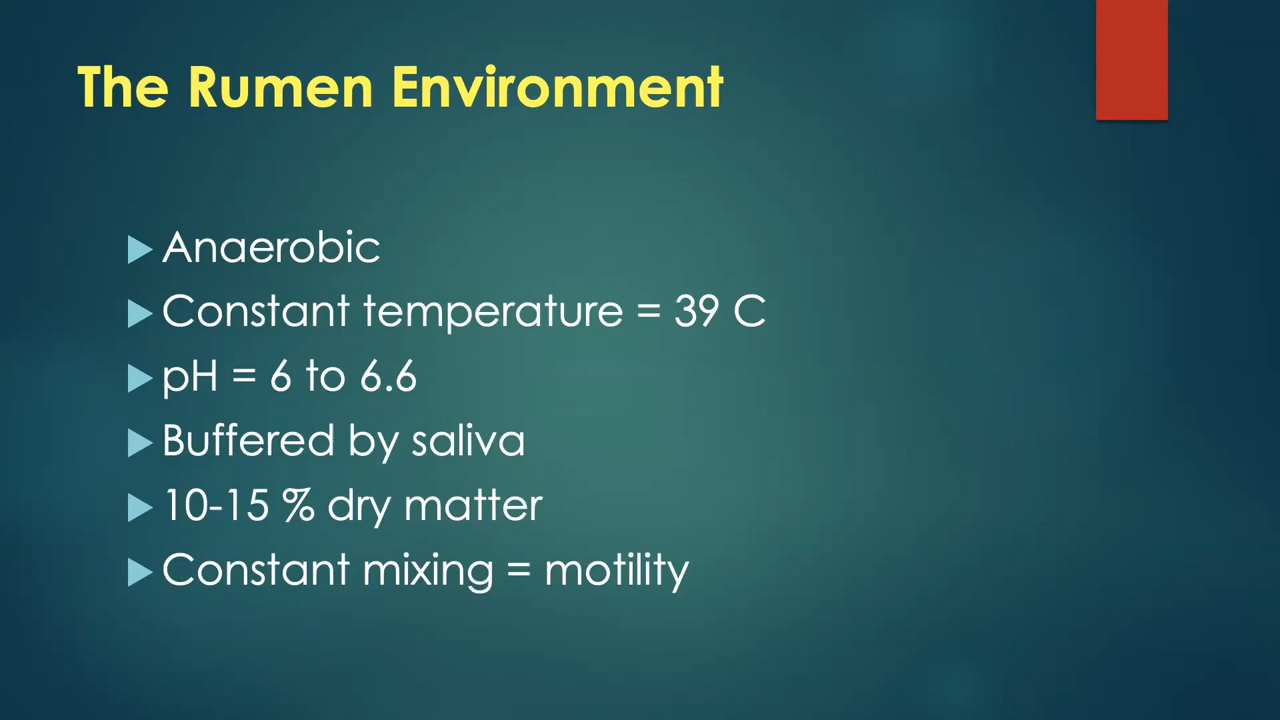 The Rumen Environment
Anaerobic
Constant temperature = 39 C
pH = 6 to 6.6
Buffered by saliva
10-15 % dry matter
Constant mixing = motility